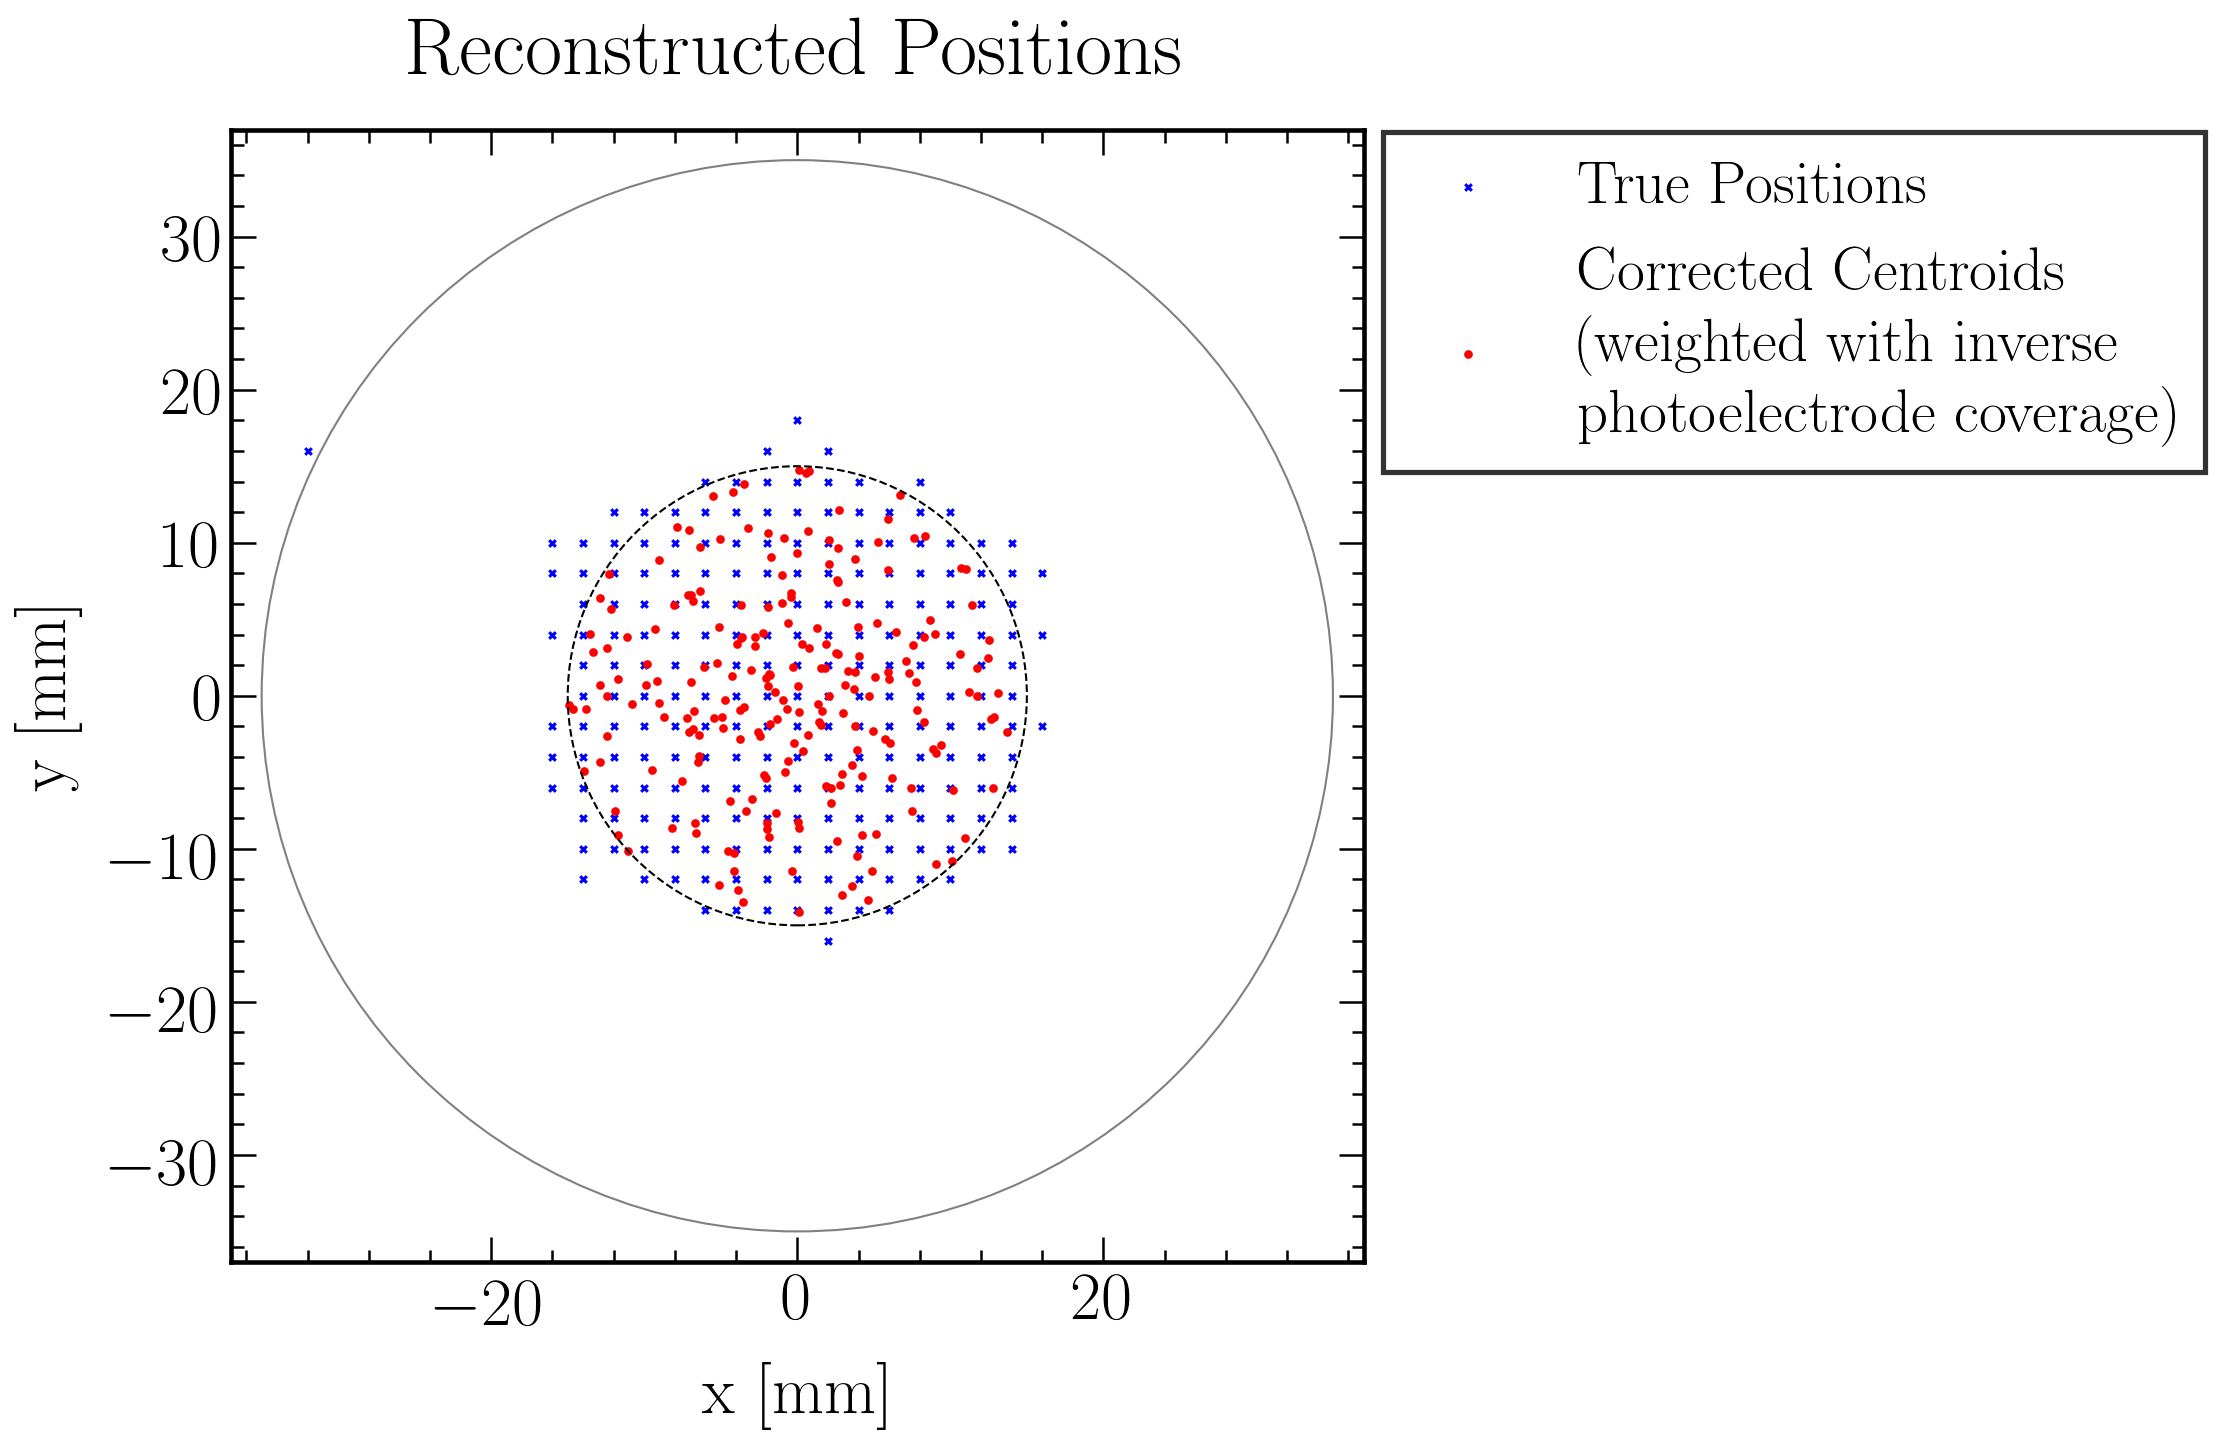 Reconstructed Positions
True Positions
Corrected Centroids
(weighted with inverse
photoelectrode coverage)
30
20
10
0
−10
−20
−30
y [mm]
−20 0 20
x [mm]